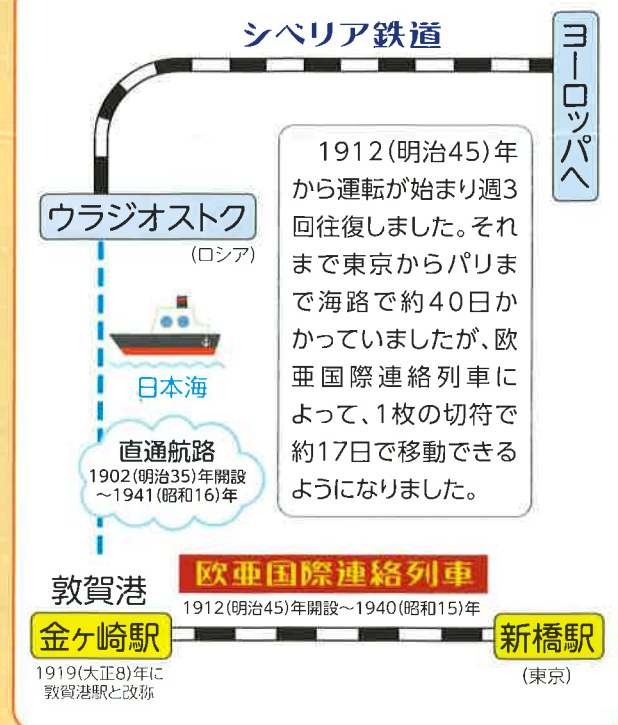 シベリア鉄道
ヨーロッパへ
ウラジオストク
(ロシア)
1912(明治45)年
から運転が始まり週3
回往復しました。それ
まで東京からパリま
で海路で約40日か
かっていましたが、欧
亜国際連絡列車に
よって、1枚の切符で
約17日で移動できる
ようになりました。
日本海
直通航路
1902(明治35)年開設
～1941(昭和16)年
敦賀港
欧亜国際連絡列車
1912(明治45)年開設～1940(昭和15)年
金ヶ崎駅
新橋駅
1919(大正8)年に
敦賀港駅と改称
(東京)